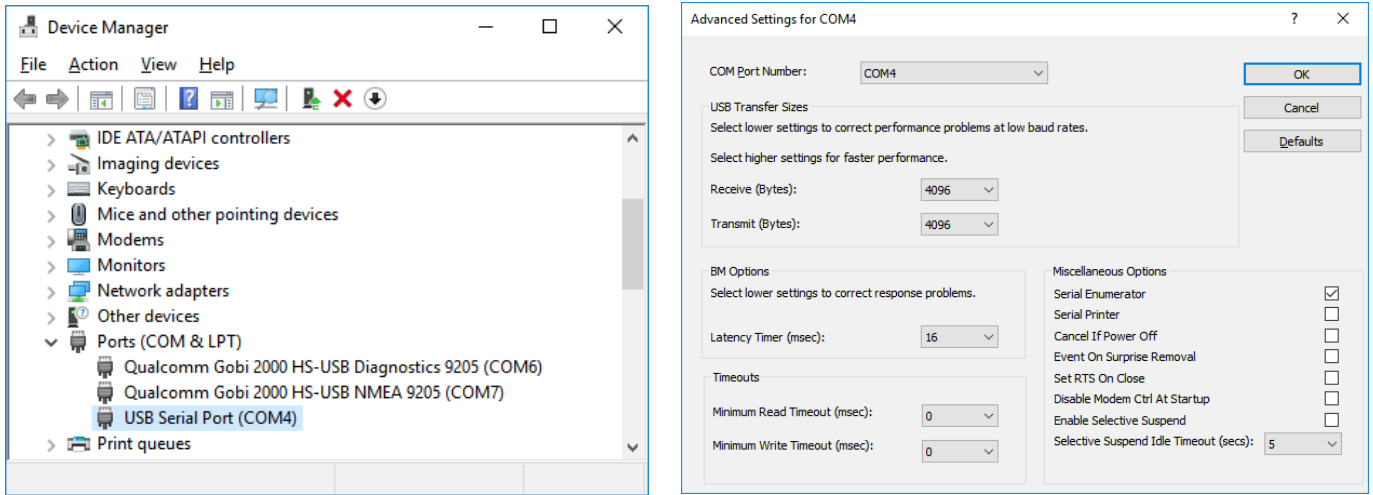 Device Manager
File Action View Help
IDE ATA/ATAPI controllers
Imaging devices
Keyboards
Mice and other pointing devices
Modems
Monitors
Network adapters
Other devices
Ports (COM & LPT)
Qualcomm Gobi 2000 HS-USB Diagnostics 9205 (COM6)
Qualcomm Gobi 2000 HS-USB NMEA 9205 (COM7)
USB Serial Port (COM4)
Print queues
Advanced Settings for COM4
COM Port Number: COM4
OK
USB Transfer Sizes
Cancel
Select lower settings to correct performance problems at low baud rates.
Defaults
Select higher settings for faster performance.
Receive (Bytes): 4096
Transmit (Bytes): 4096
BM Options
Select lower settings to correct response problems.
Latency Timer (msec): 16
Timeouts
Minimum Read Timeout (msec): 0
Minimum Write Timeout (msec): 0
Miscellaneous Options
Serial Enumerator
Serial Printer
Cancel If Power Off
Event On Surprise Removal
Set RTS On Close
Disable Modem Ctrl At Startup
Enable Selective Suspend
Selective Suspend Idle Timeout (secs): 5